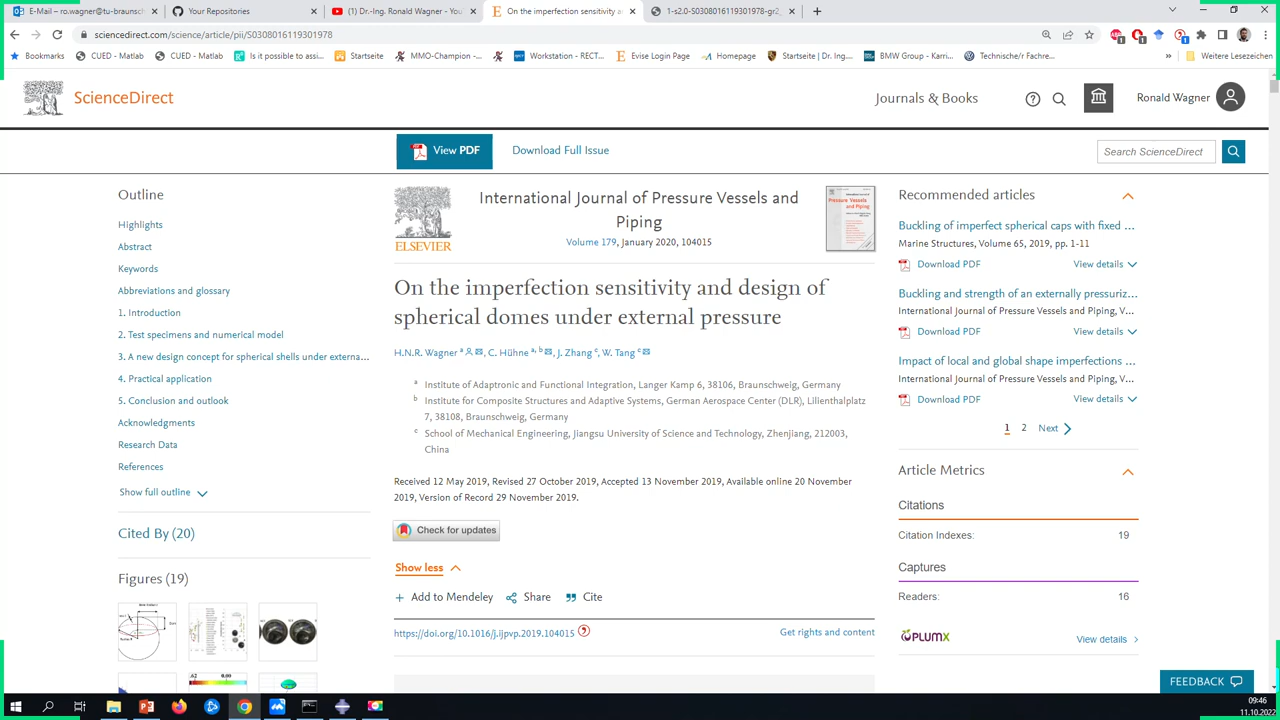 E-Mail – ro.wagner@tu-braunsch
Your Repositories
(1) Dr.-Ing. Ronald Wagner - You
On the imperfection sensitivity a
1-s2.0-S0308016119301978-gr2_
sciencedirect.com/science/article/pii/S0308016119301978
Bookmarks
CUED - Matlab
CUED - Matlab
Is it possible to assi...
Startseite
MMO-Champion -...
Workstation - RECT...
Evise Login Page
Homepage
Startseite | Dr. Ing....
BMW Group - Karri...
Technische/r Fachre...
»
Weitere Lesezeichen
ScienceDirect
Journals & Books
Ronald Wagner
View PDF
Download Full Issue
Search ScienceDirect
Outline
Highlights
Abstract
Keywords
Abbreviations and glossary
1. Introduction
2. Test specimens and numerical model
3. A new design concept for spherical shells under externa...
4. Practical application
5. Conclusion and outlook
Acknowledgments
Research Data
References
Show full outline
Cited By (20)
Figures (19)
.62
0.00
ELSEVIER
International Journal of Pressure Vessels and
Piping
Volume 179, January 2020, 104015
Pressure Vessels
and Piping
On the imperfection sensitivity and design of
spherical domes under external pressure
H.N.R. Wagner a, C. Hühne a, b, J. Zhang c, W. Tang c
a Institute of Adaptronic and Functional Integration, Langer Kamp 6, 38106, Braunschweig, Germany
b Institute for Composite Structures and Adaptive Systems, German Aerospace Center (DLR), Lilienthalplatz
7, 38108, Braunschweig, Germany
c School of Mechanical Engineering, Jiangsu University of Science and Technology, Zhenjiang, 212003,
China
Received 12 May 2019, Revised 27 October 2019, Accepted 13 November 2019, Available online 20 November
2019, Version of Record 29 November 2019.
Check for updates
Show less
Add to Mendeley
Share
Cite
https://doi.org/10.1016/j.ijpvp.2019.104015
Get rights and content
Recommended articles
Buckling of imperfect spherical caps with fixed ...
Marine Structures, Volume 65, 2019, pp. 1-11
Download PDF
View details
Buckling and strength of an externally pressuriz...
International Journal of Pressure Vessels and Piping, V...
Download PDF
View details
Impact of local and global shape imperfections ...
International Journal of Pressure Vessels and Piping, V...
Download PDF
View details
1 2 Next
Article Metrics
Citations
Citation Indexes: 19
Captures
Readers: 16
PLUMX
View details
FEEDBACK
09:46
11.10.2022